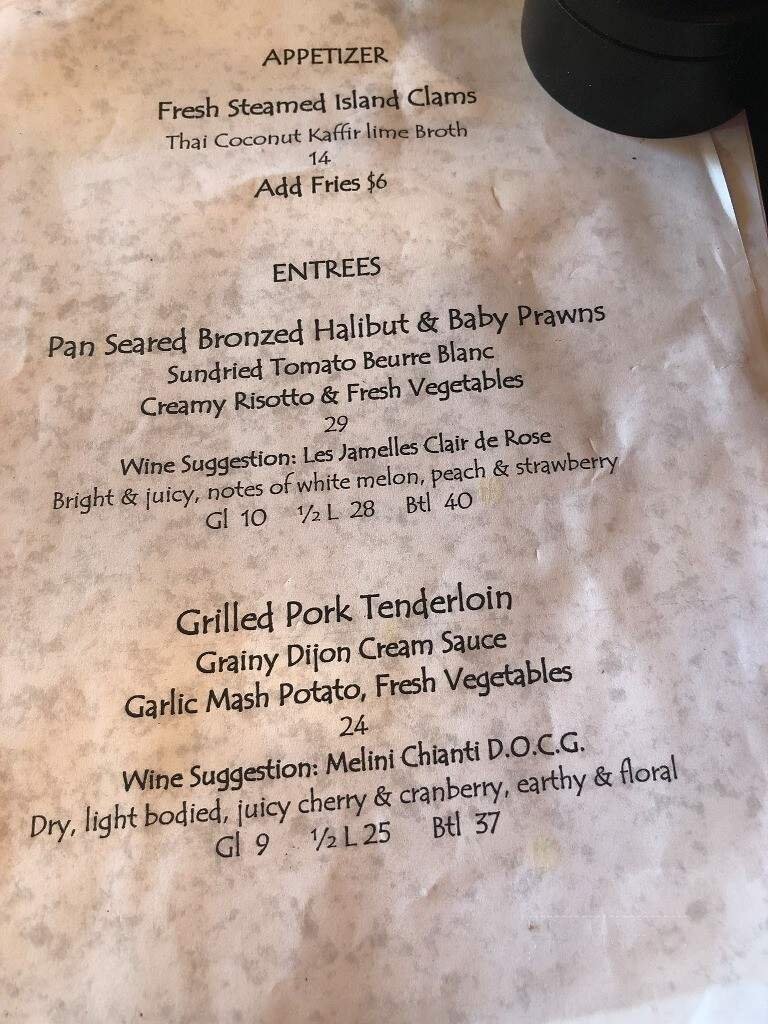 APPETIZER
Fresh Steamed Island Clams
Thai Coconut Kaffir lime Broth
14
Add Fries $6
ENTREES
Pan Seared Bronzed Halibut & Baby Prawns
Sundried Tomato Beurre Blanc
Creamy Risotto & Fresh Vegetables
29
Wine Suggestion: Les Jamelles Clair de Rose
Bright & juicy, notes of white melon, peach & strawberry
Gl 10 ½ L 28 Btl 40
Grilled Pork Tenderloin
Grainy Dijon Cream Sauce
Garlic Mash Potato, Fresh Vegetables
24
Wine Suggestion: Melini Chianti D.O.C.G.
Dry, light bodied, juicy cherry & cranberry, earthy & floral
Gl 9 ½ L 25 Btl 37